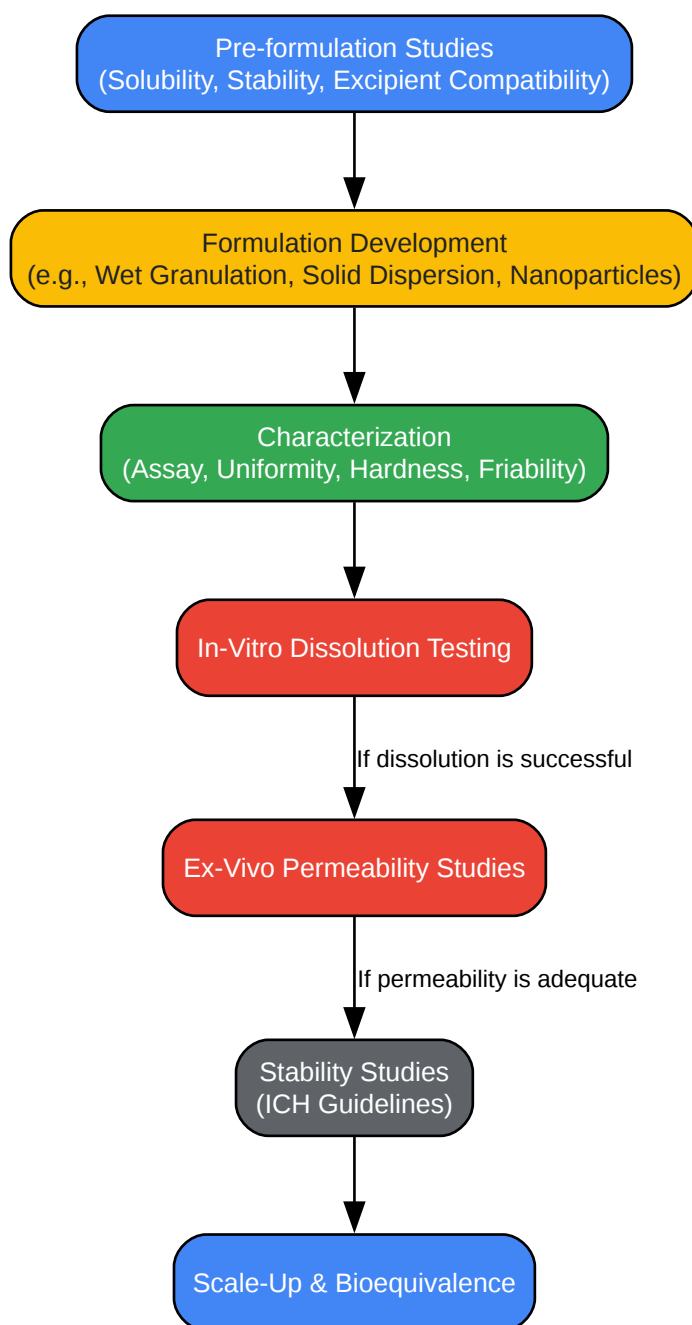 Pre-formulation Studies
(Solubility, Stability, Excipient Compatibility)
Formulation Development
(e.g., Wet Granulation, Solid Dispersion, Nanoparticles)
Characterization
(Assay, Uniformity, Hardness, Friability)
In-Vitro Dissolution Testing
If dissolution is successful
Ex-Vivo Permeability Studies
If permeability is adequate
Stability Studies
(ICH Guidelines)
Scale-Up & Bioequivalence